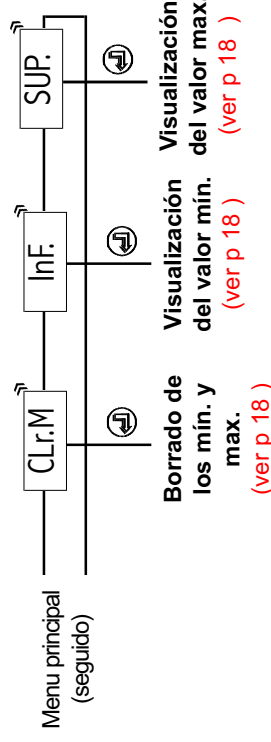 Menu principal
(seguido)
CLr.M
Borrado de
los mín. y
max.
(ver p 18 )
InF.
Visualización
del valor mín.
(ver p 18 )
SUP.
Visualización
del valor max.
(ver p 18 )